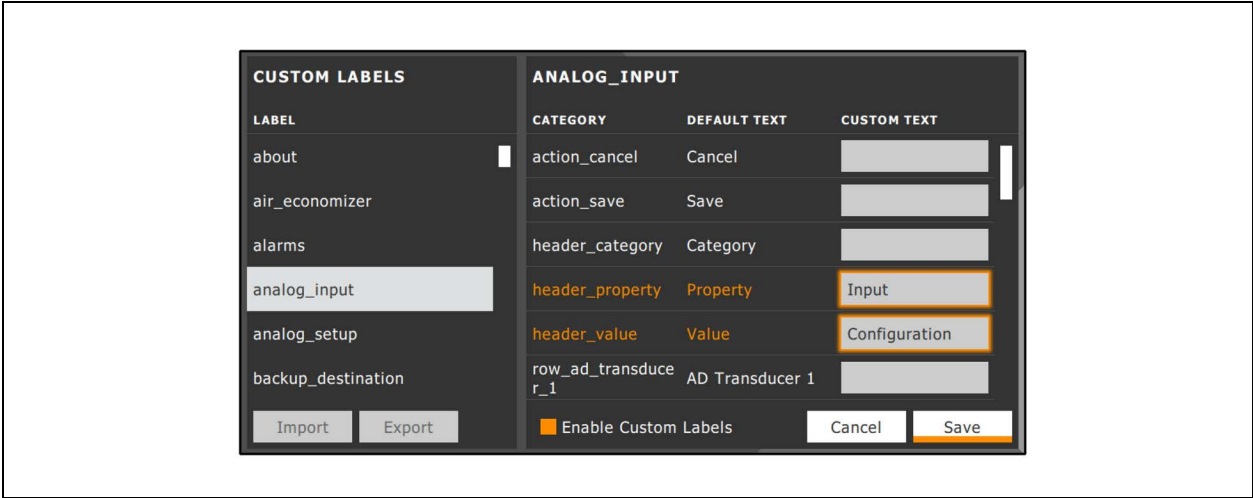 CUSTOM LABELS
LABEL
about
air_economizer
alarms
analog_input
analog_setup
backup_destination
Import Export
ANALOG_INPUT
CATEGORY DEFAULT TEXT CUSTOM TEXT
action_cancel Cancel
action_save Save
header_category Category
header_property Property Input
header_value Value Configuration
row_ad_transduce
r_1 AD Transducer 1
Enable Custom Labels Cancel Save